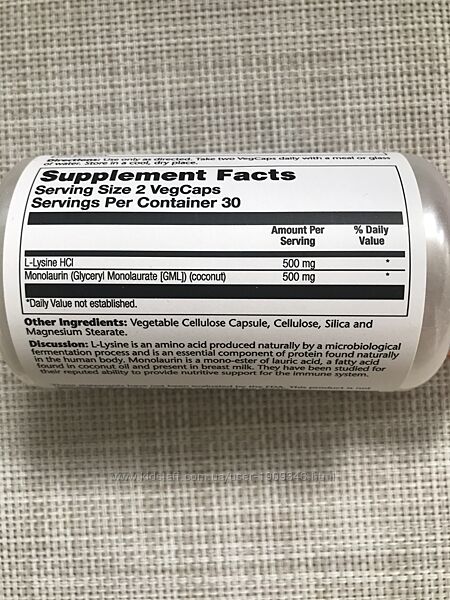 Directions: Use only as directed. Take two VegCaps daily with a meal or glass
of water. Store in a cool, dry place.
Supplement Facts
Serving Size 2 VegCaps
Servings Per Container 30
Amount Per Serving
% Daily Value
L-Lysine HCl 500 mg *
Monolaurin (Glyceryl Monolaurate [GML]) (coconut) 500 mg *
*Daily Value not established.
Other Ingredients: Vegetable Cellulose Capsule, Cellulose, Silica and
Magnesium Stearate.
Discussion: L-Lysine is an amino acid produced naturally by a microbiological
fermentation process and is an essential component of protein found naturally
in the human body. Monolaurin is a mono-ester of lauric acid, a fatty acid
found in coconut oil and present in breast milk. They have been studied for
their reputed ability to provide nutritive support for the immune system.